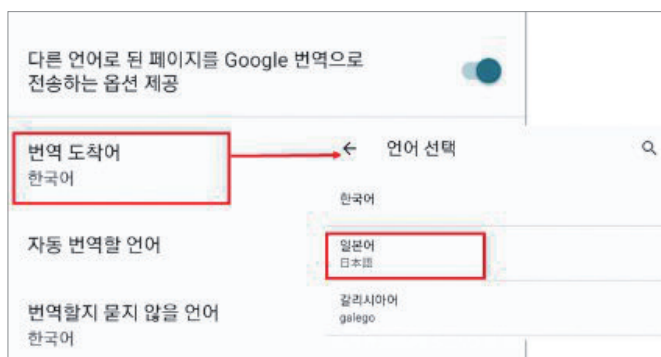 다른 언어로 된 페이지를 Google 번역으로
전송하는 옵션 제공
번역 도착어
한국어
자동 번역할 언어
번역할지 묻지 않을 언어
한국어
언어 선택
한국어
일본어
日本語
갈리시아어
galego